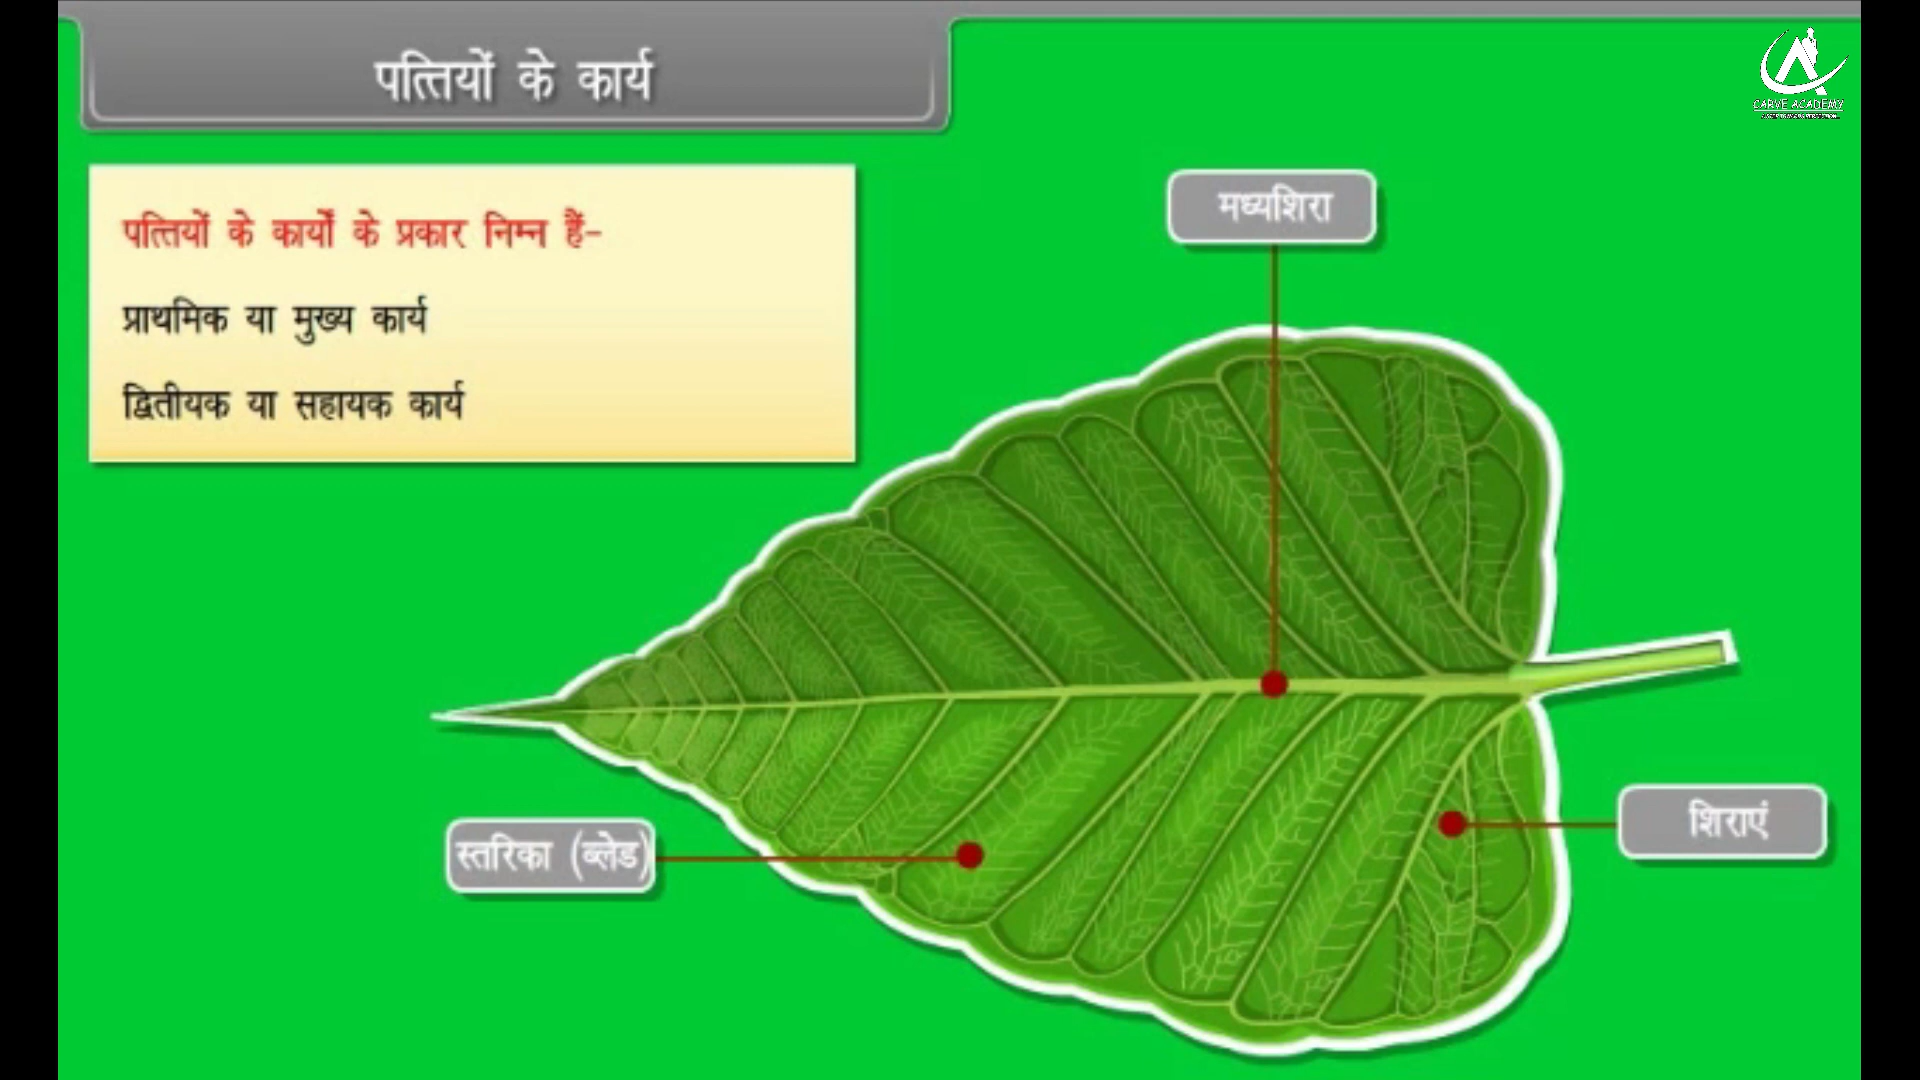 पत्तियों के कार्य
CARVE ACADEMY
पत्तियों के कार्यों के प्रकार निम्न हैं-
प्राथमिक या मुख्य कार्य
द्वितीयक या सहायक कार्य
मध्यशिरा
शिराएं
स्तरिका (ब्लेड)